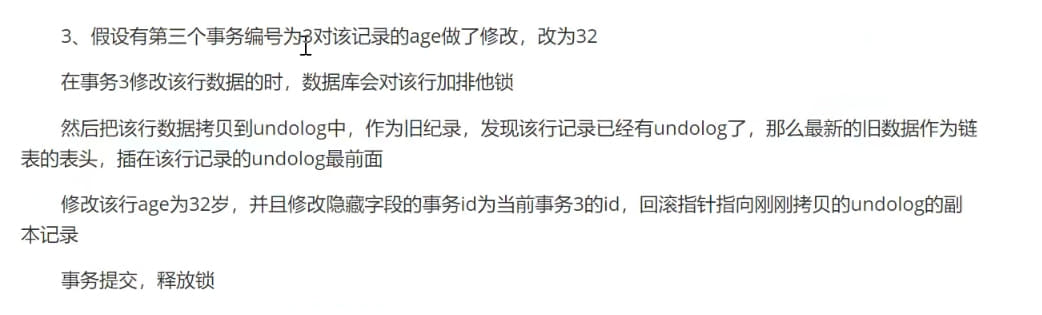 3、假设有第三个事务编号为3对该记录的age做了修改，改为32
在事务3修改该行数据的时，数据库会对该行加排他锁
然后把该行数据拷贝到undolog中，作为旧纪录，发现该行记录已经有undolog了，那么最新的旧数据作为链
表的表头，插在该行记录的undolog最前面
修改该行age为32岁，并且修改隐藏字段的事务id为当前事务3的id，回滚指针指向刚刚拷贝的undolog的副
本记录
事务提交，释放锁